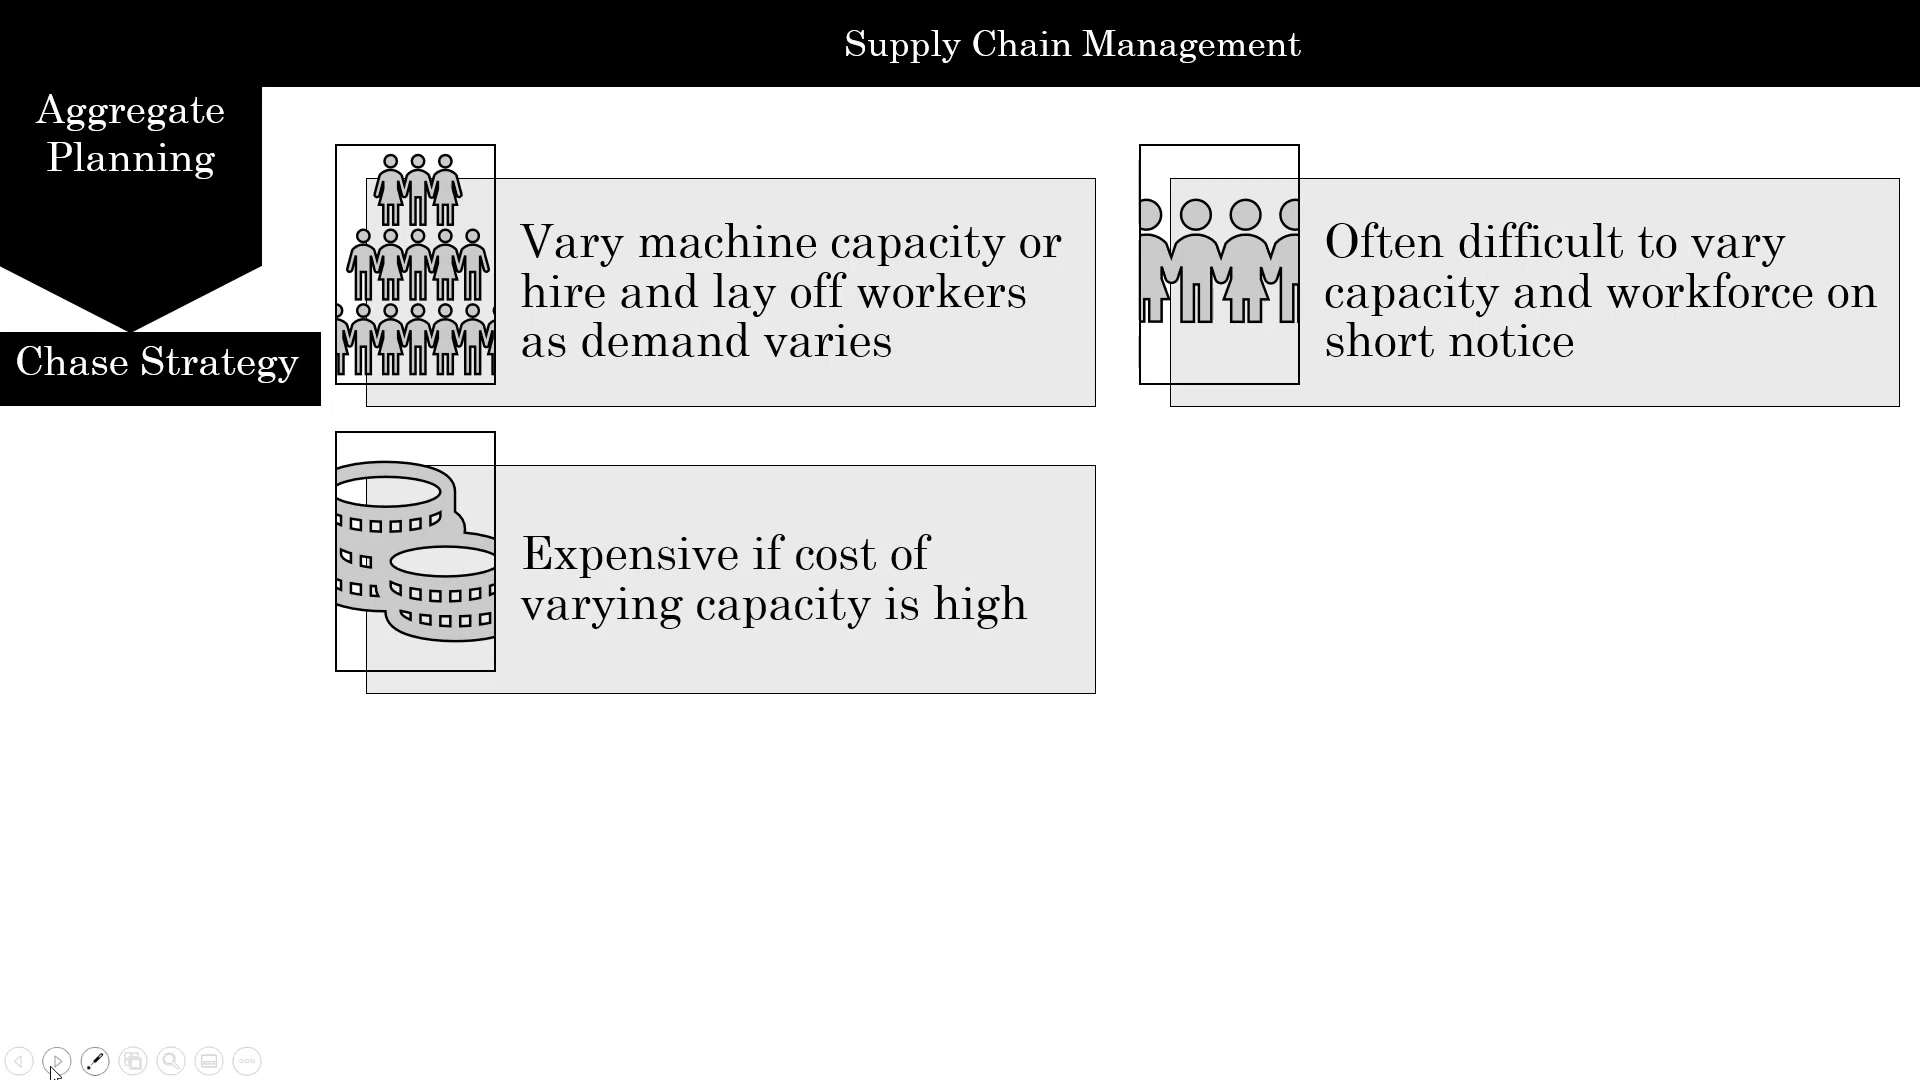 Supply Chain Management
Aggregate
Planning
Chase Strategy
Vary machine capacity or
hire and lay off workers
as demand varies
Often difficult to vary
capacity and workforce on
short notice
Expensive if cost of
varying capacity is high